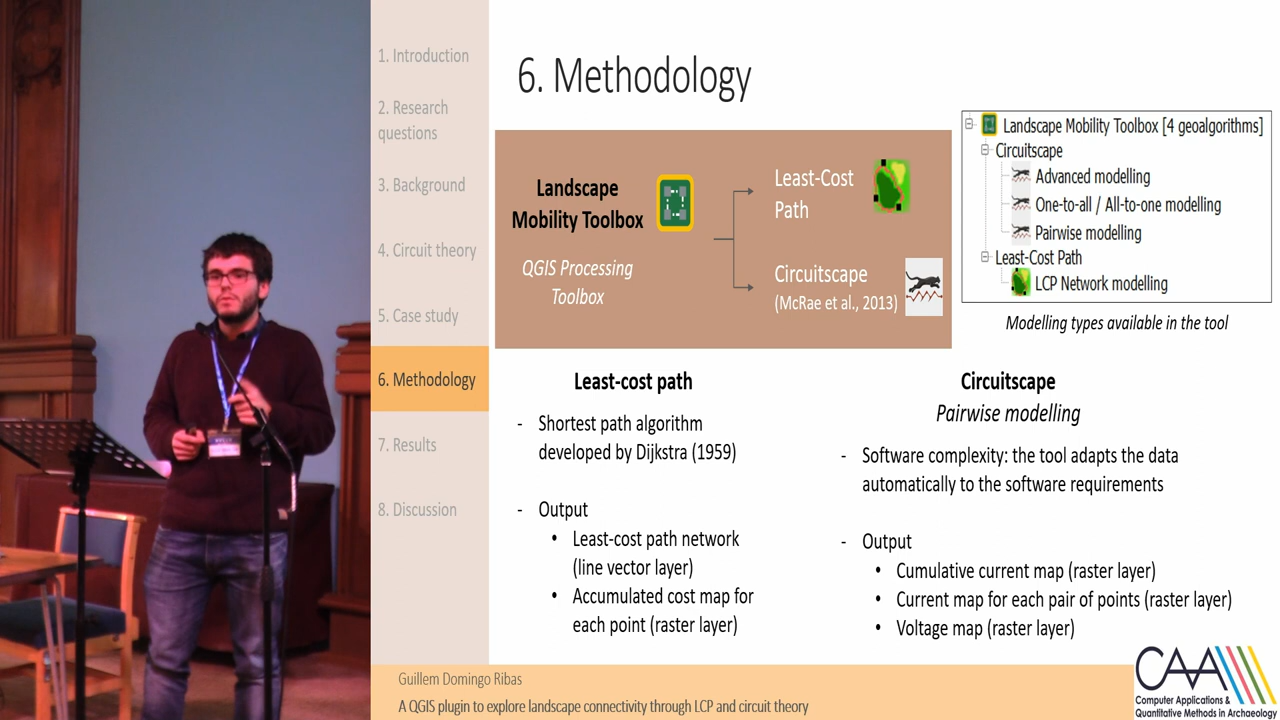 1. Introduction
2. Research
questions
3. Background
4. Circuit theory
5. Case study
6. Methodology
7. Results
8. Discussion
6. Methodology
Landscape
Mobility Toolbox
QGIS Processing
Toolbox
Least-Cost
Path
Circuitscape
(McRae et al., 2013)
Landscape Mobility Toolbox [4 geoalgorithms]
Circuitscape
Advanced modelling
One-to-all / All-to-one modelling
Pairwise modelling
Least-Cost Path
LCP Network modelling
Modelling types available in the tool
Least-cost path
- Shortest path algorithm
developed by Dijkstra (1959)
- Output
• Least-cost path network
(line vector layer)
• Accumulated cost map for
each point (raster layer)
Circuitscape
Pairwise modelling
- Software complexity: the tool adapts the data
automatically to the software requirements
- Output
• Cumulative current map (raster layer)
• Current map for each pair of points (raster layer)
• Voltage map (raster layer)
Guillem Domingo Ribas
A QGIS plugin to explore landscape connectivity through LCP and circuit theory
CAA
Computer Applications &
Quantitative Methods in Archaeology